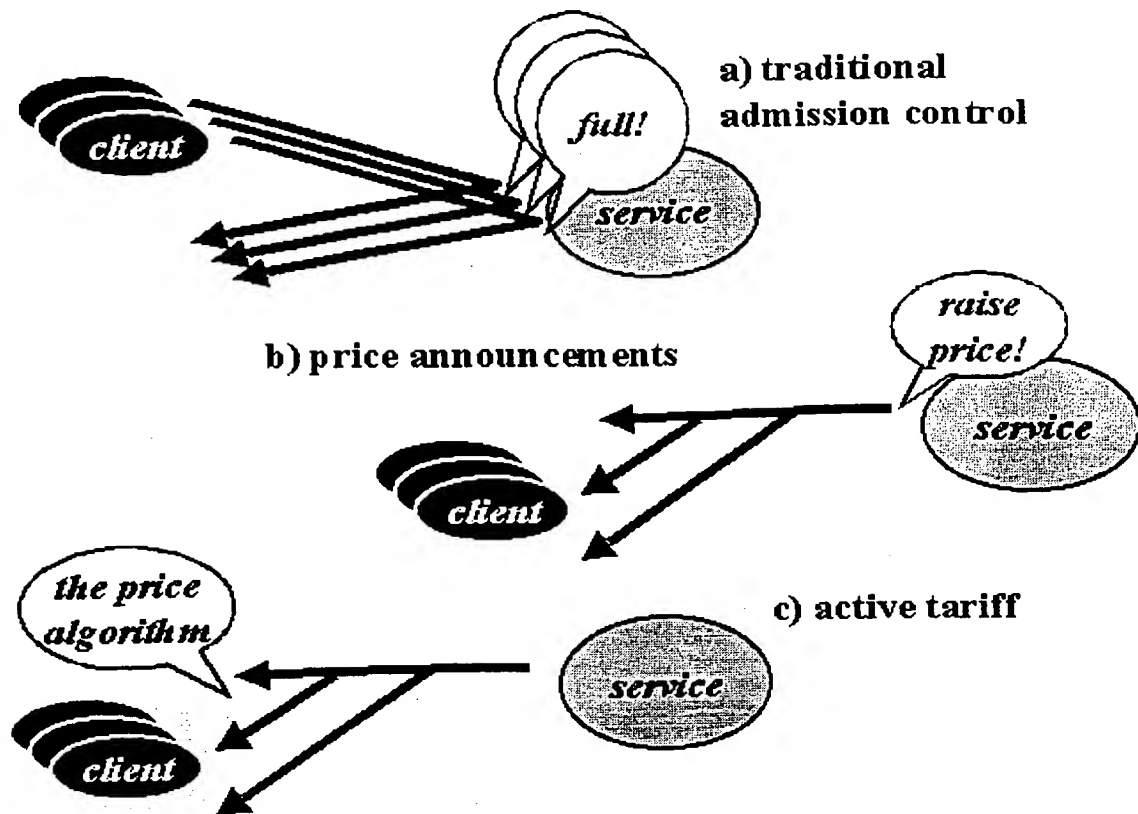 a) traditional
admission control
full!
client
service
raise
price!
b) price announcements
service
client
the price
algorithm
c) active tariff
service
client